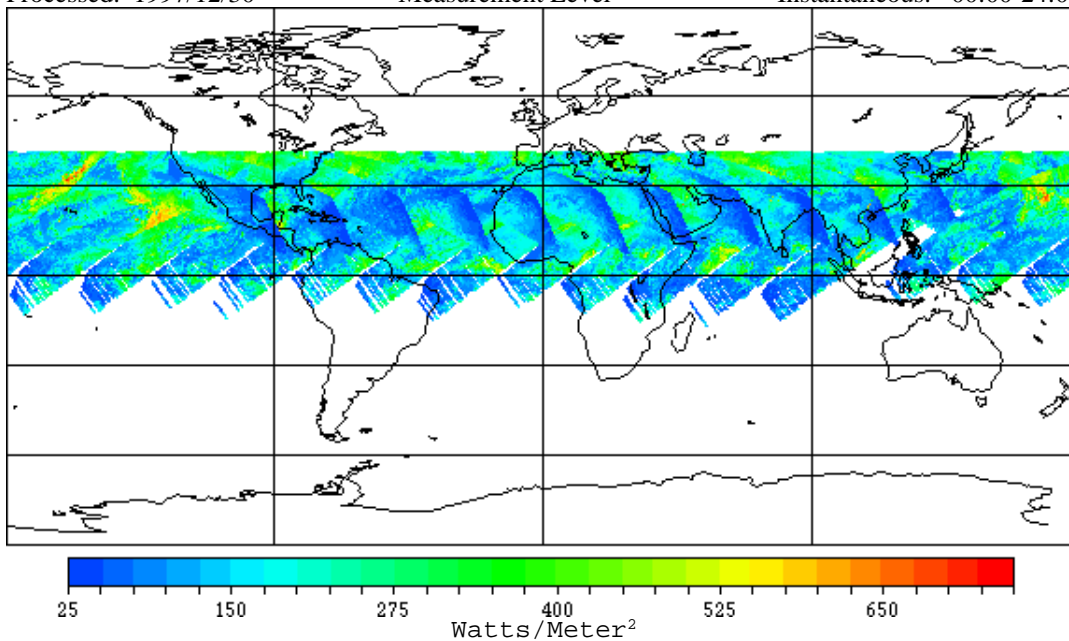 Processed: 1997/12/30 Measurement Level Instantaneous: 00:00-24:0
25 150 275 400 525 650
Watts/Meter²